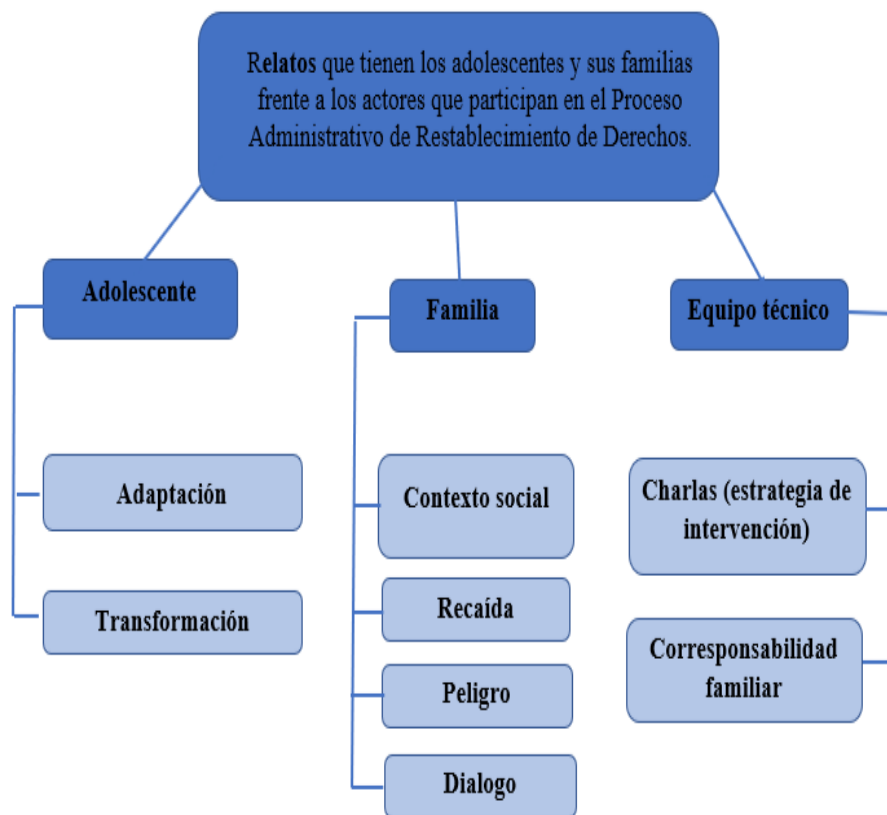 Relatos que tienen los adolescentes y sus familias
frente a los actores que participan en el Proceso
Administrativo de Restablecimiento de Derechos.
Adolescente
Familia
Equipo técnico
Adaptación
Transformación
Contexto social
Recaída
Peligro
Dialogo
Charlas (estrategia de
intervención)
Corresponsabilidad
familiar